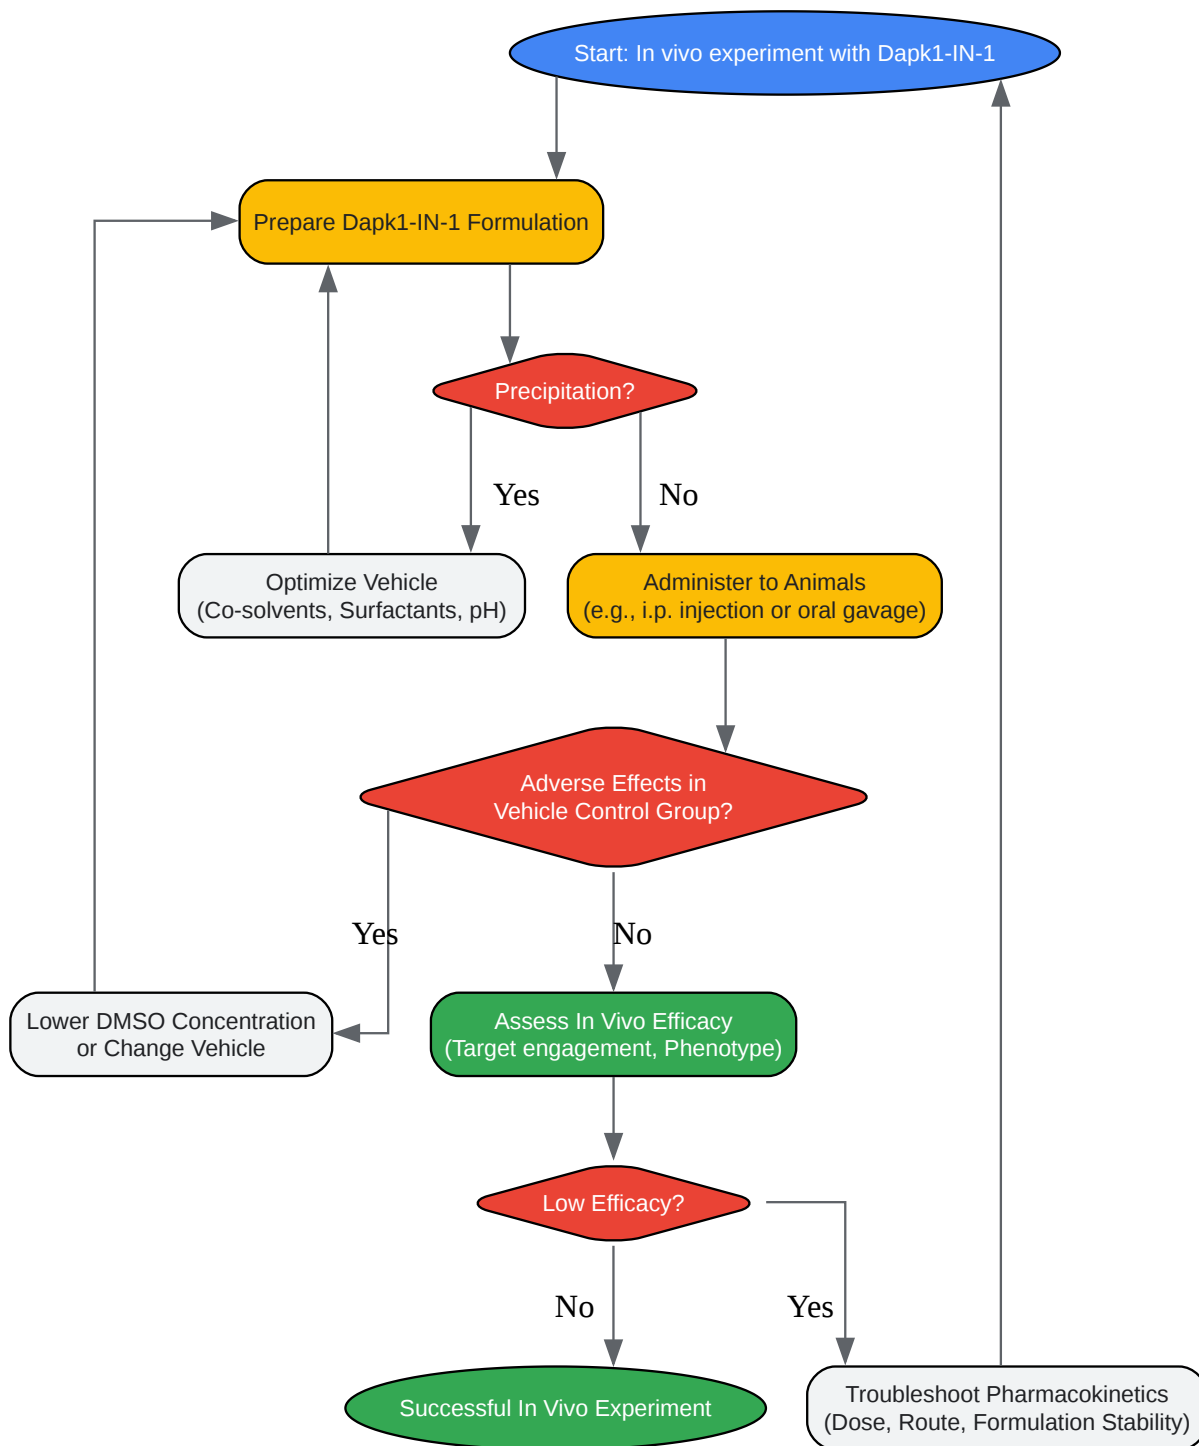 Start: In vivo experiment with Dapk1-IN-1
Prepare Dapk1-IN-1 Formulation
Precipitation?
Yes
No
Optimize Vehicle
(Co-solvents, Surfactants, pH)
Administer to Animals
(e.g., i.p. injection or oral gavage)
Adverse Effects in
Vehicle Control Group?
Yes
No
Lower DMSO Concentration
or Change Vehicle
Assess In Vivo Efficacy
(Target engagement, Phenotype)
Low Efficacy?
No
Yes
Successful In Vivo Experiment
Troubleshoot Pharmacokinetics
(Dose, Route, Formulation Stability)